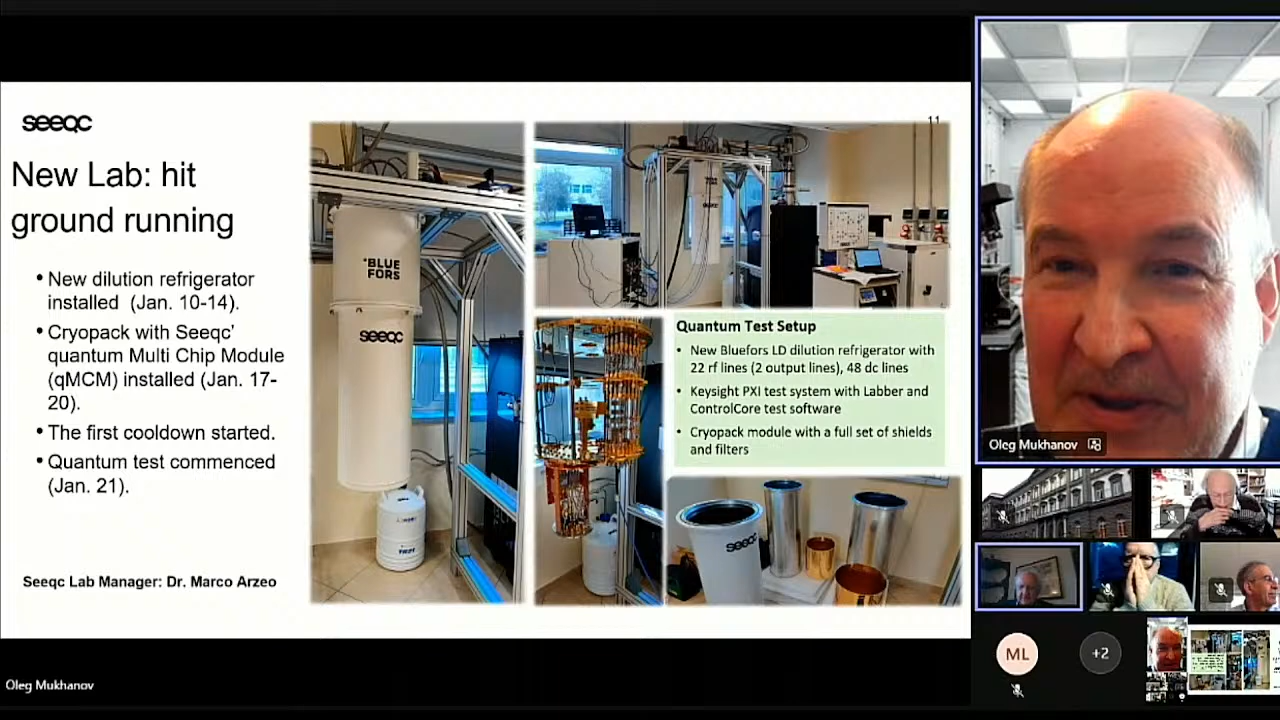 seeqc
11
New Lab: hit
ground running
• New dilution refrigerator
installed (Jan. 10-14).
• Cryopack with Seeqc'
quantum Multi Chip Module
(qMCM) installed (Jan. 17-
20).
• The first cooldown started.
• Quantum test commenced
(Jan. 21).
Seeqc Lab Manager: Dr. Marco Arzeo
BLUE
FORS
seeqc
Quantum Test Setup
• New Bluefors LD dilution refrigerator with
22 rf lines (2 output lines), 48 dc lines
• Keysight PXI test system with Labber and
ControlCore test software
• Cryopack module with a full set of shields
and filters
seeqc
Oleg Mukhanov
ML
+2
Oleg Mukhanov